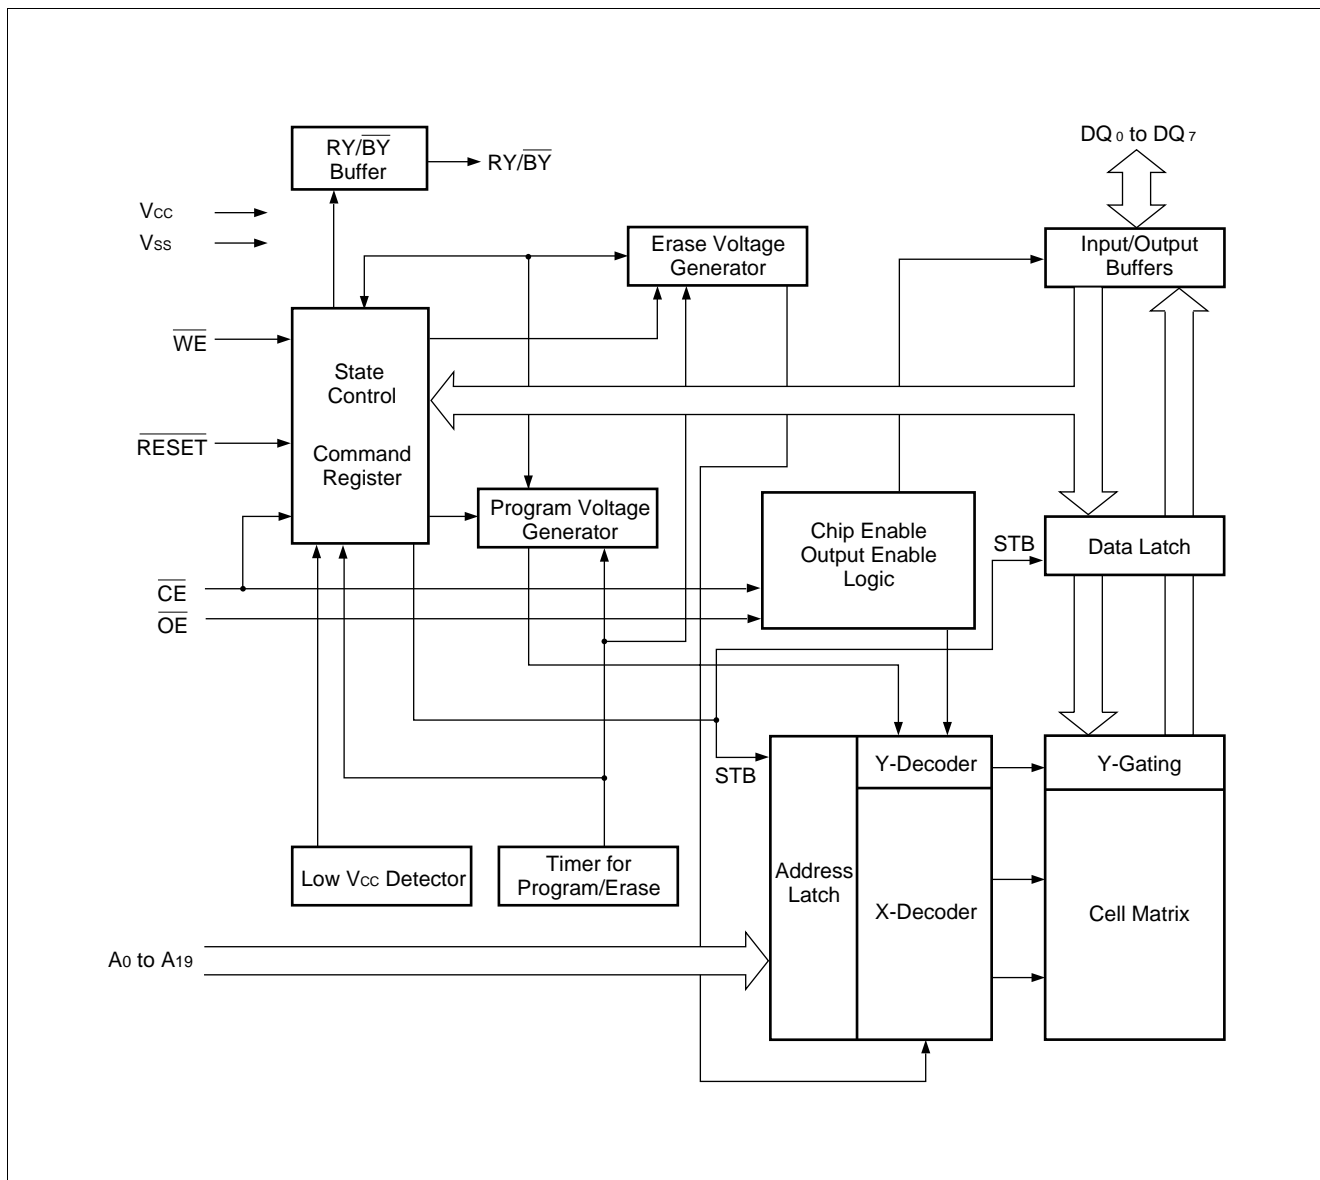 RY/BY
Buffer
RY/BY
DQ0 to DQ7
VCC
VSS
Erase Voltage
Generator
Input/Output
Buffers
WE
State
Control
RESET
Command
Register
Program Voltage
Generator
Chip Enable
Output Enable
Logic
STB
Data Latch
CE
OE
STB
Y-Decoder
Y-Gating
Low VCC Detector
Timer for
Program/Erase
Address
Latch
X-Decoder
Cell Matrix
A0 to A19